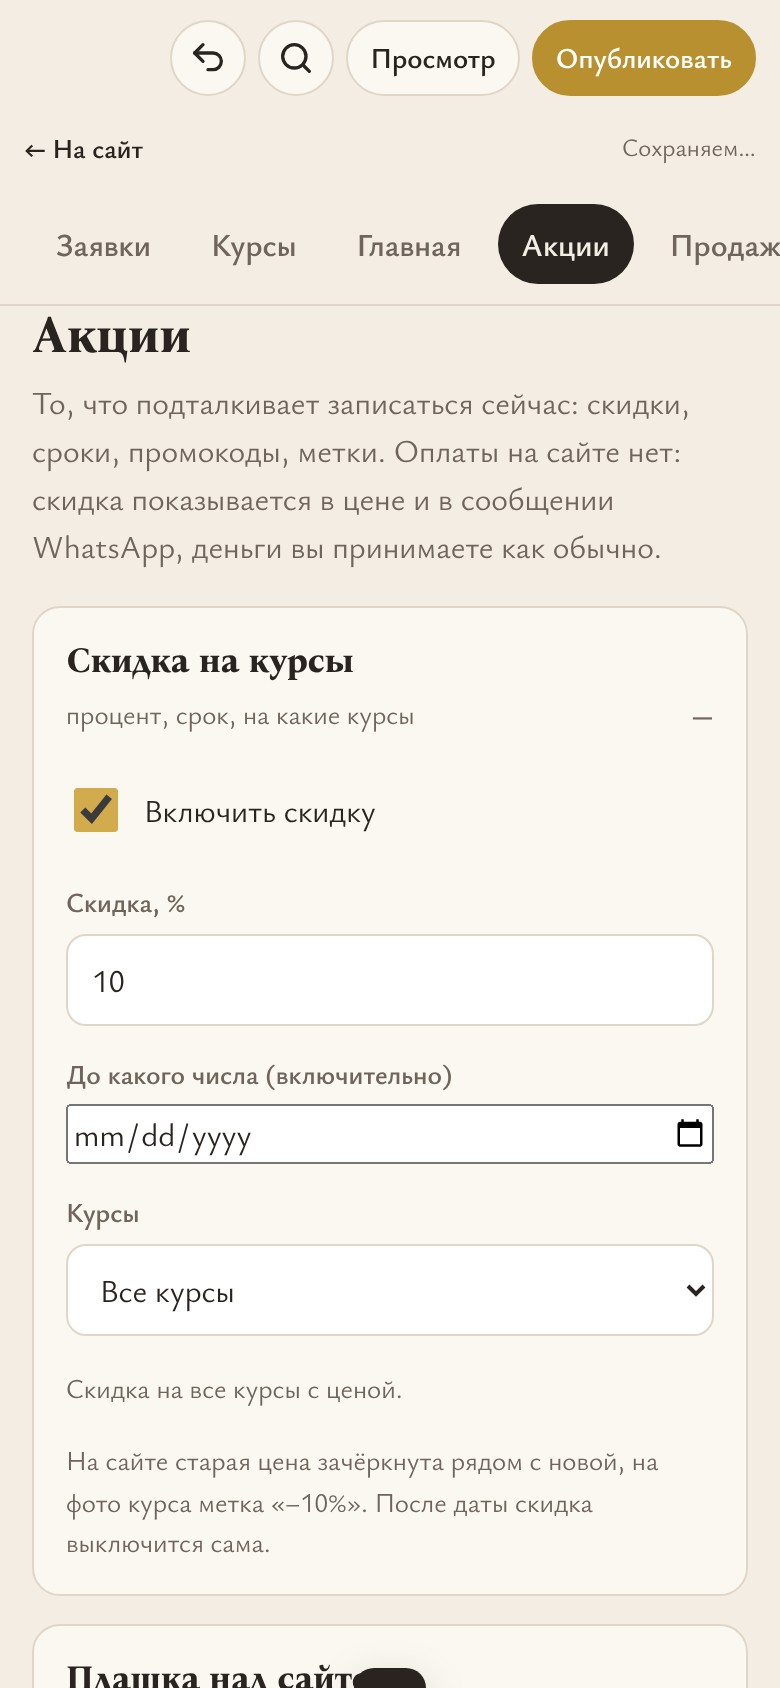 Просмотр
Опубликовать
← На сайт
Сохраняем...
Заявки
Курсы
Главная
Акции
Акции
То, что подталкивает записаться сейчас: скидки,
сроки, промокоды, метки. Оплаты на сайте нет:
скидка показывается в цене и в сообщении
WhatsApp, деньги вы принимаете как обычно.
Скидка на курсы
процент, срок, на какие курсы
Включить скидку
Скидка, %
10
До какого числа (включительно)
mm/dd/yyyy
Курсы
Все курсы
Скидка на все курсы с ценой.
На сайте старая цена зачёркнута рядом с новой, на
фото курса метка «–10%». После даты скидка
выключится сама.
Плашка над